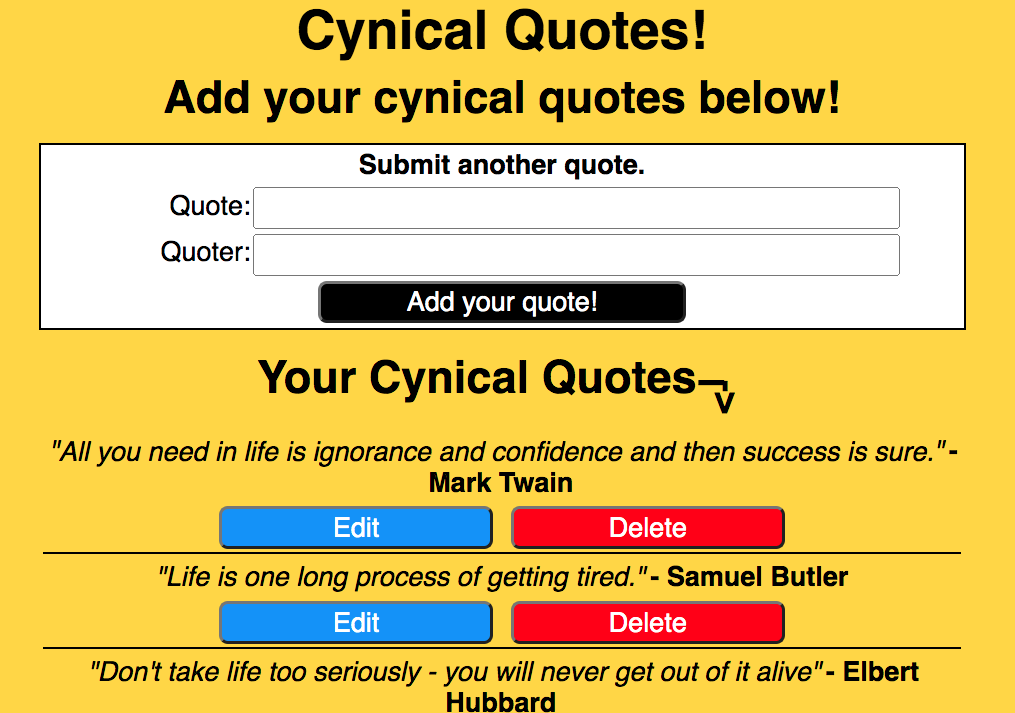 Cynical Quotes!
Add your cynical quotes below!
Submit another quote.
Quote:
Quoter:
Add your quote!
Your Cynical Quotes¬
v
"All you need in life is ignorance and confidence and then success is sure." -
Mark Twain
Edit Delete
"Life is one long process of getting tired." - Samuel Butler
Edit Delete
"Don't take life too seriously - you will never get out of it alive" - Elbert
Hubbard